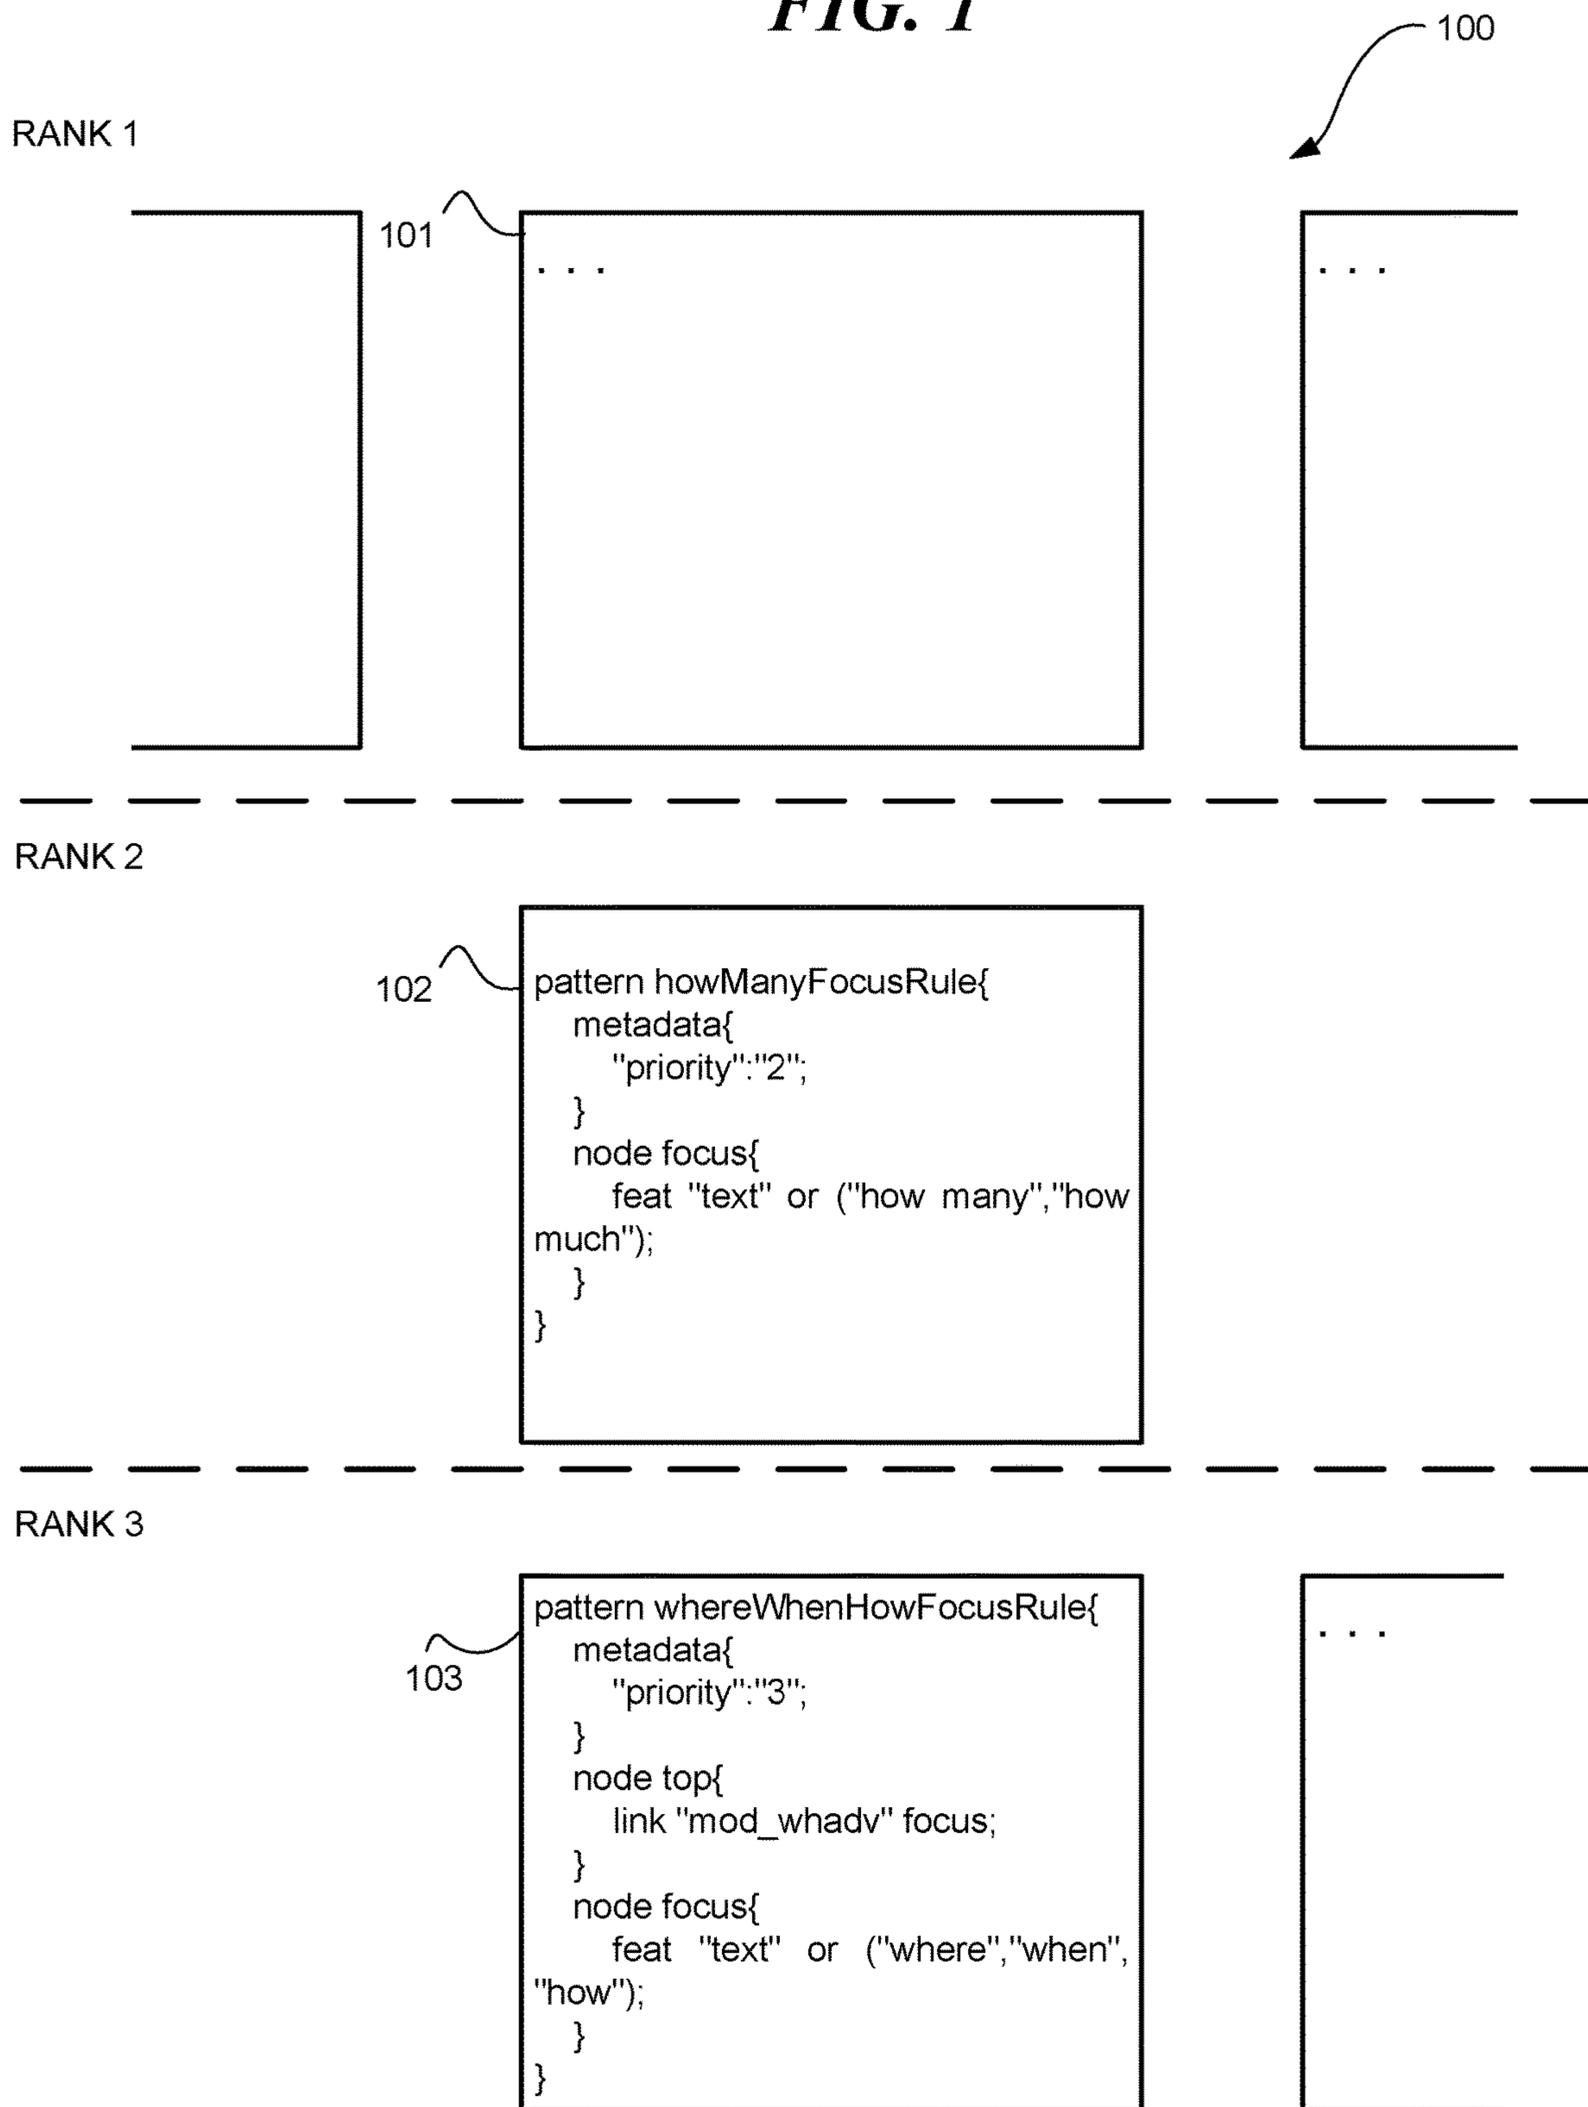 FIG. 1
100
RANK 1
101
. . .
. . .
RANK 2
102
pattern howManyFocusRule{
metadata{
"priority":"2";
}
node focus{
feat "text" or ("how many","how
much");
}
}
RANK 3
103
pattern whereWhenHowFocusRule{
metadata{
"priority":"3";
}
node top{
link "mod_whadv" focus;
}
node focus{
feat "text" or ("where","when",
"how");
}
}
. . .